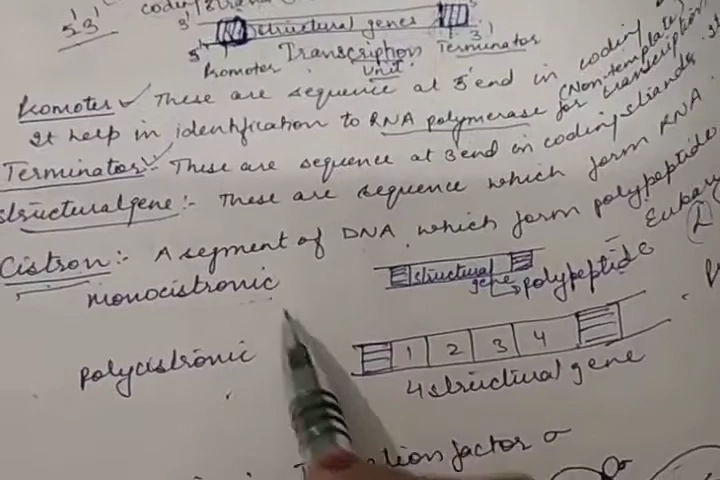 5' 3'
3' structural genes 3'
5' Promoter Transcription Terminator
Unit
Promoter These are sequence at 5' end in coding
(Non-template)
It help in identification to RNA polymerase for transcription
Terminator:- These are sequence at 3' end in coding strands
structural gene:- These are sequence which form RNA
Cistron:- A segment of DNA which form polypeptide
monocistronic structural gene polypeptide
polycistronic 1 2 3 4
4 structural gene
factor σ